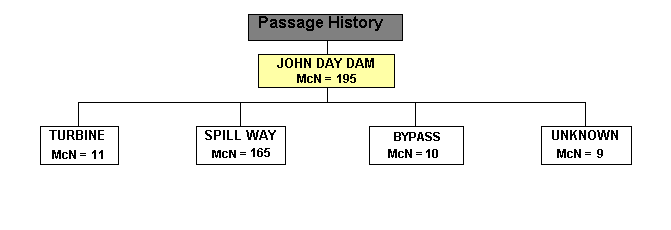 Passage History
JOHN DAY DAM
McN = 195
TURBINE
McN = 11
SPILL WAY
McN = 165
BYPASS
McN = 10
UNKNOWN
McN = 9